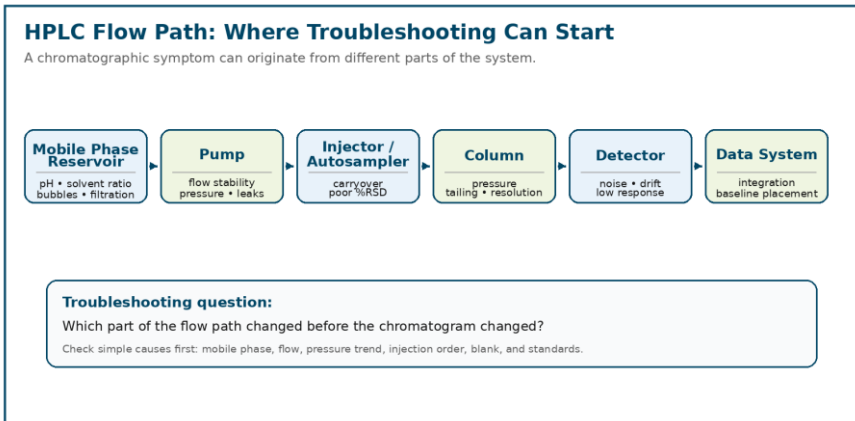 HPLC Flow Path: Where Troubleshooting Can Start
A chromatographic symptom can originate from different parts of the system.
Mobile Phase
Reservoir
pH • solvent ratio
bubbles • filtration
Pump
flow stability
pressure • leaks
Injector /
Autosampler
carryover
poor %RSD
Column
pressure
tailing • resolution
Detector
noise • drift
low response
Data System
integration
baseline placement
Troubleshooting question:
Which part of the flow path changed before the chromatogram changed?
Check simple causes first: mobile phase, flow, pressure trend, injection order, blank, and standards.